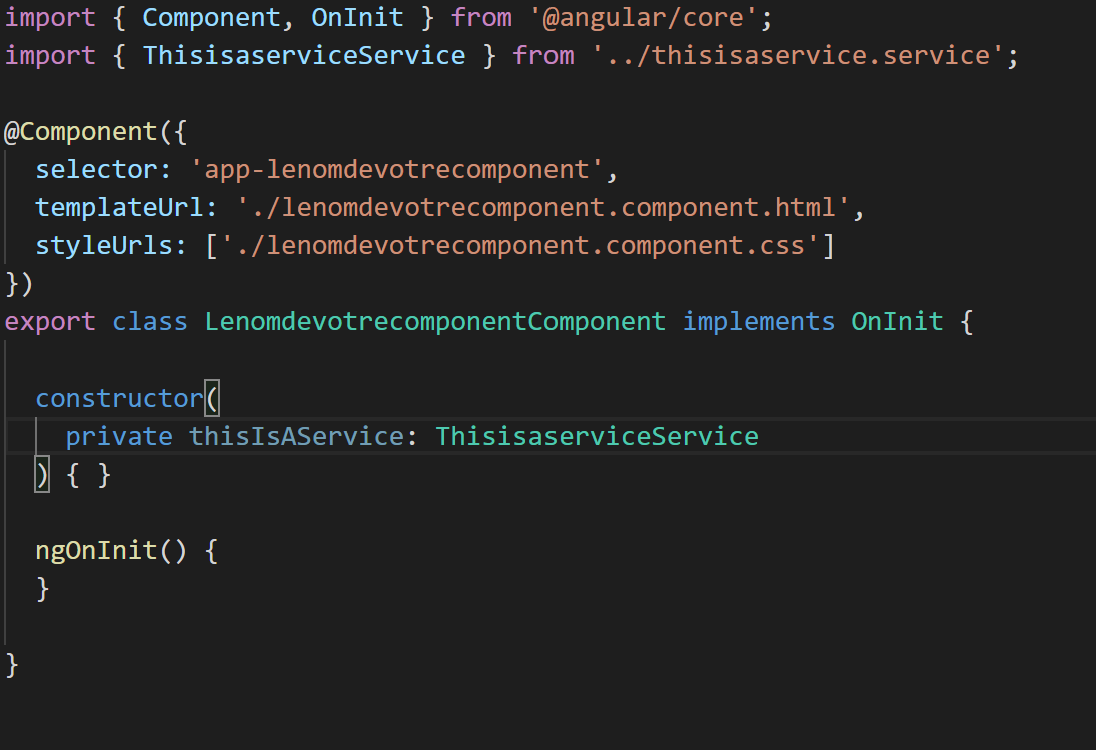 import { Component, OnInit } from '@angular/core';
import { ThisisaserviceService } from '../thisisaservice.service';
@Component({
  selector: 'app-lenomdevotrecomponent',
  templateUrl: './lenomdevotrecomponent.component.html',
  styleUrls: ['./lenomdevotrecomponent.component.css']
})
export class LenomdevotrecomponentComponent implements OnInit {
  constructor(
    private thisIsAService: ThisisaserviceService
  ) { }
  ngOnInit() {
  }
}